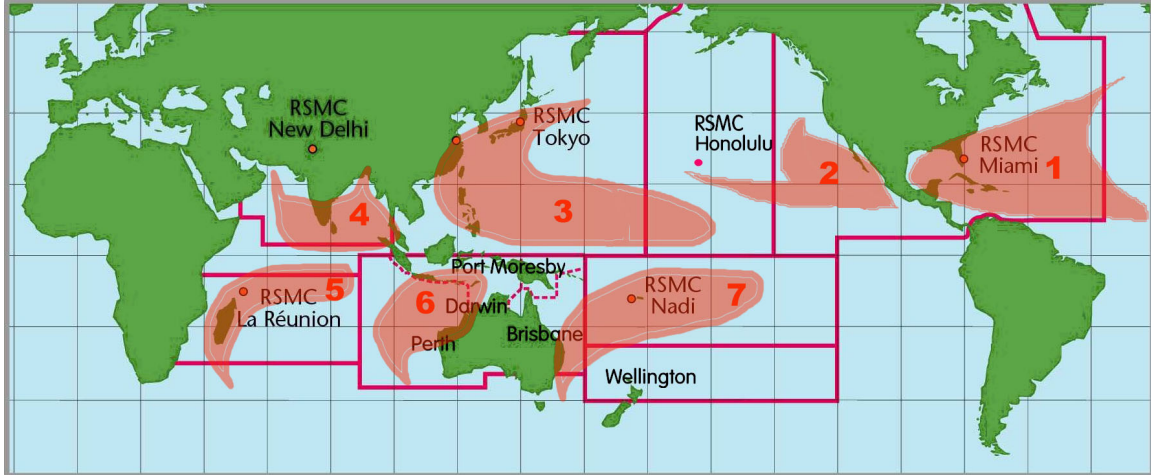 RSMC
New Delhi
RSMC
Tokyo
RSMC
Honolulu
RSMC
Miami
1
2
3
4
5
6
7
RSMC
La Réunion
Port Moresby
Darwin
Perth
Brisbane
RSMC
Nadi
Wellington